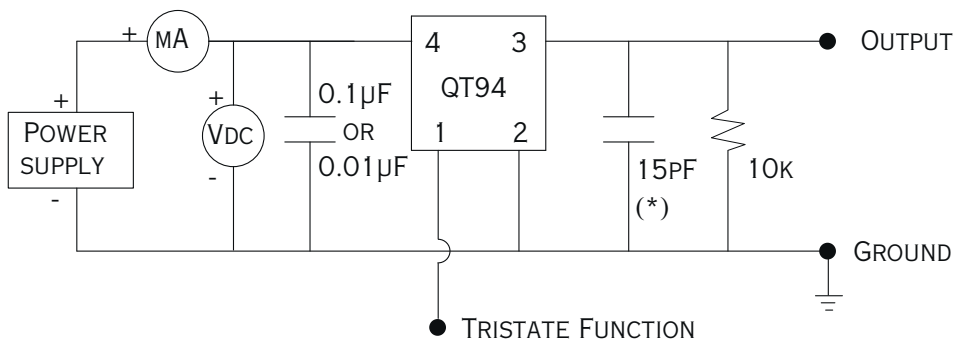 + MA
4 3
OUTPUT
QT94
+
+
0.1µF
OR
0.01µF
POWER
SUPPLY
VDC
1 2
-
-
15PF
(*)
10K
GROUND
TRISTATE FUNCTION